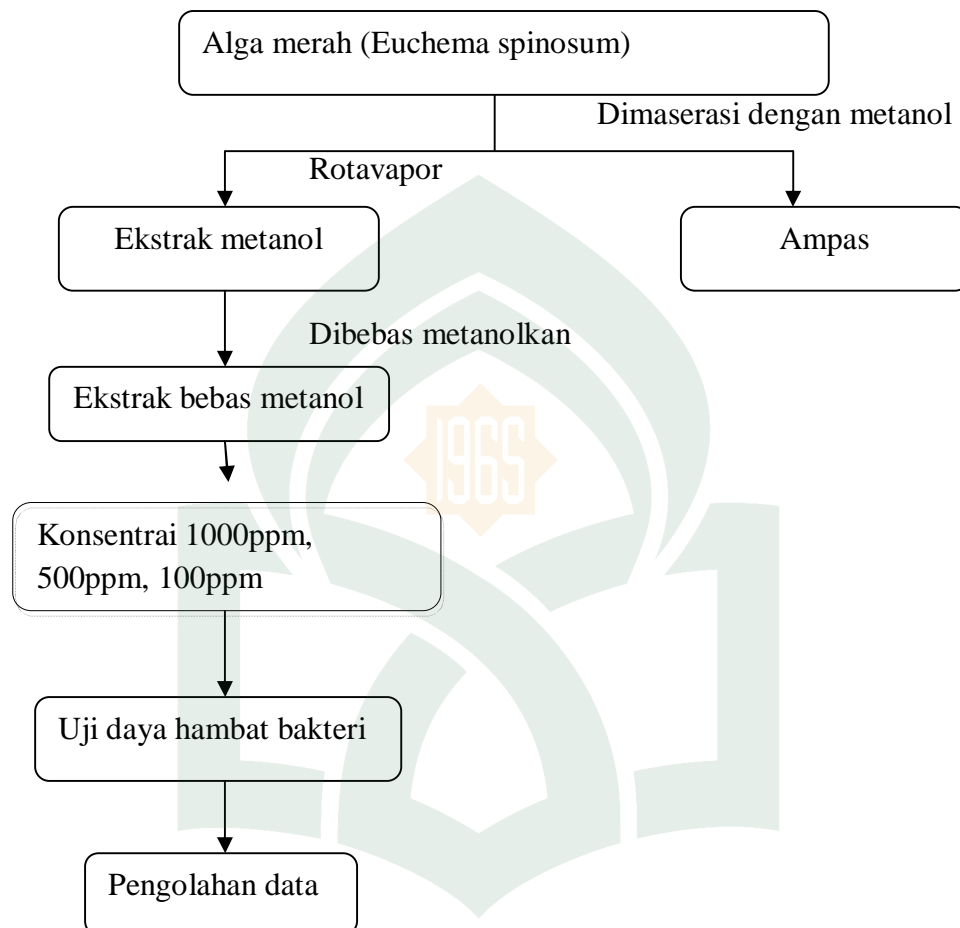 Alga merah (Euchema spinosum)
Dimaserasi dengan metanol
Rotavapor
Ekstrak metanol
Ampas
Dibebas metanolkan
Ekstrak bebas metanol
1965
Konsentrai 1000ppm,
500ppm, 100ppm
Uji daya hambat bakteri
Pengolahan data